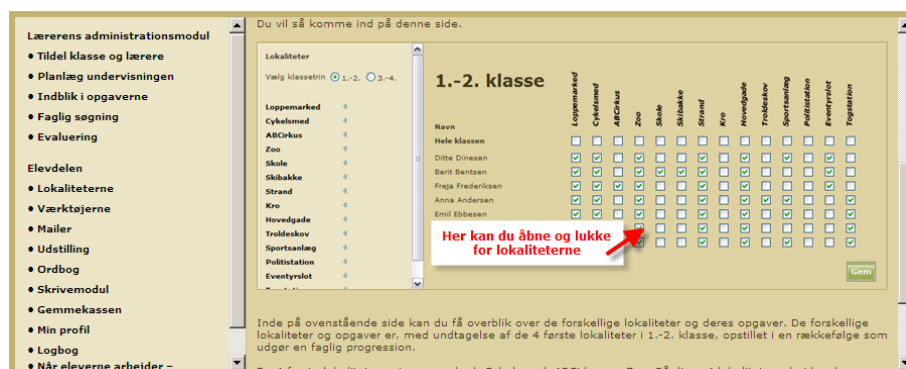 Lærerens administrationsmodul
• Tildel klasse og lærere
• Planlæg undervisningen
• Indblik i opgaverne
• Faglig søgning
• Evaluering
Elevdelen
• Lokaliteterne
• Værktøjerne
• Mailer
• Udstilling
• Ordbog
• Skrivemodul
• Gemmekassen
• Min profil
• Logbog
• Når eleverne arbejder –
Du vil så komme ind på denne side.
Lokaliteter
Vælg klassetrin 1.-2. 3.-4.
Loppemarked
Cykelsmed
ABCirkus
Zoo
Skole
Skibakke
Strand
Kro
Hovedgade
Troldeskov
Sportsanlæg
Politistation
Eventyrslot
1.-2. klasse
Loppemarked
Cykelsmed
ABCirkus
Zoo
Skole
Skibakke
Strand
Kro
Hovedgade
Troldeskov
Sportsanlæg
Politistation
Eventyrslot
Togstation
Navn
Hele klassen
Ditte Dinesen
Berit Bentsen
Freja Frederiksen
Anna Andersen
Emil Ebbesen
Her kan du åbne og lukke
for lokaliteterne
Gem
Inde på ovenstående side kan du få overblik over de forskellige lokaliteter og deres opgaver. De forskellige
lokaliteter og opgaver er, med undtagelse af de 4 første lokaliteter i 1.-2. klasse, opstillet i en rækkefølge som
udgør en faglig progression.